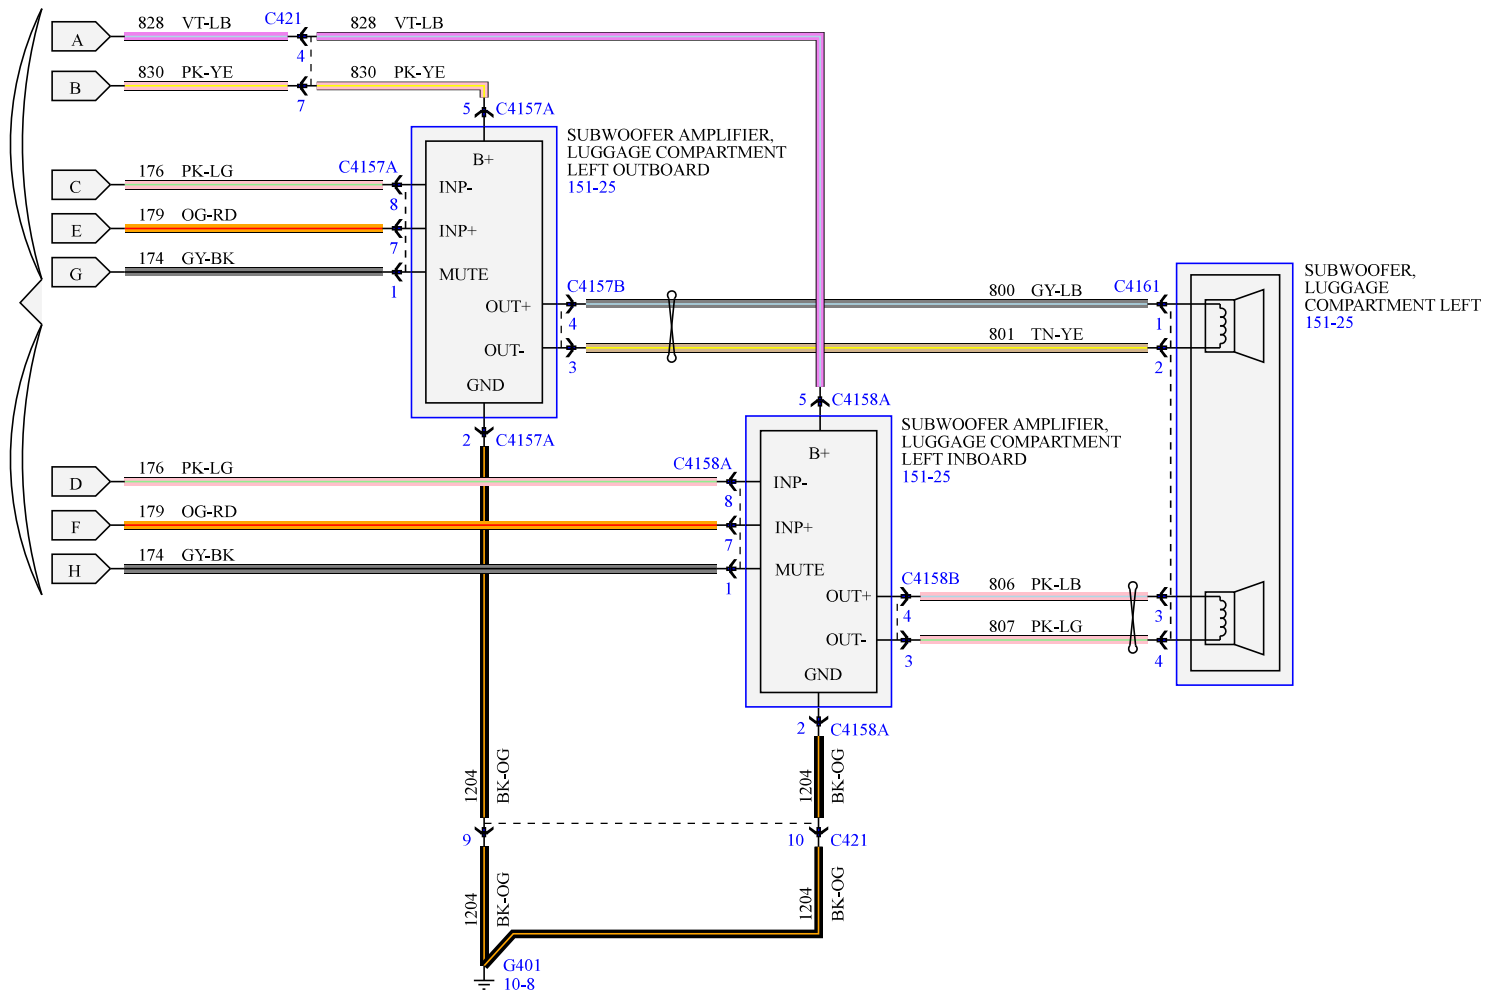 A
828 VT-LB
C421
4
828 VT-LB
B
830 PK-YE
7
830 PK-YE
5
C4157A
SUBWOOFER AMPLIFIER,
LUGGAGE COMPARTMENT
LEFT OUTBOARD
151-25
B+
C
176 PK-LG
C4157A
8
INP-
E
179 OG-RD
7
INP+
G
174 GY-BK
1
MUTE
OUT+
C4157B
4
800 GY-LB
C4161
1
OUT-
3
801 TN-YE
2
SUBWOOFER,
LUGGAGE
COMPARTMENT LEFT
151-25
GND
2
C4157A
5
C4158A
SUBWOOFER AMPLIFIER,
LUGGAGE COMPARTMENT
LEFT INBOARD
151-25
B+
D
176 PK-LG
C4158A
8
INP-
F
179 OG-RD
7
INP+
H
174 GY-BK
1
MUTE
OUT+
C4158B
4
806 PK-LB
3
OUT-
3
807 PK-LG
4
GND
2
C4158A
1204
BK-OG
1204
BK-OG
9
10
C421
1204
BK-OG
1204
BK-OG
G401
10-8